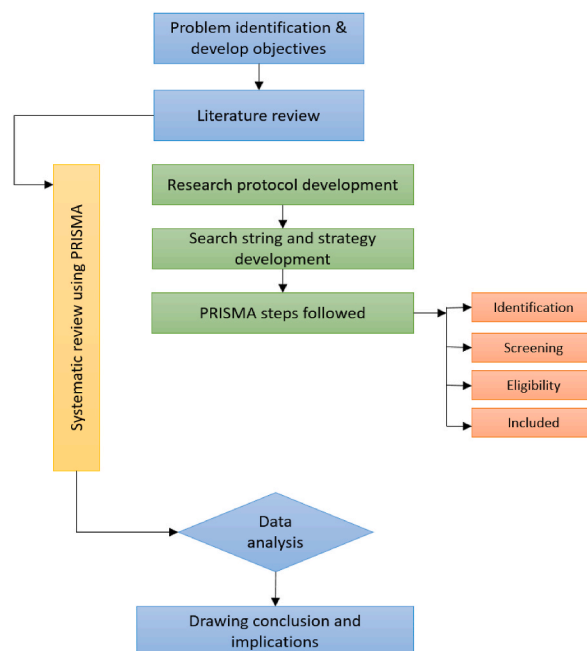 Problem identification &
develop objectives
Literature review
Systematic review using PRISMA
Research protocol development
Search string and strategy
development
PRISMA steps followed
Identification
Screening
Eligibility
Included
Data
analysis
Drawing conclusion and
implications